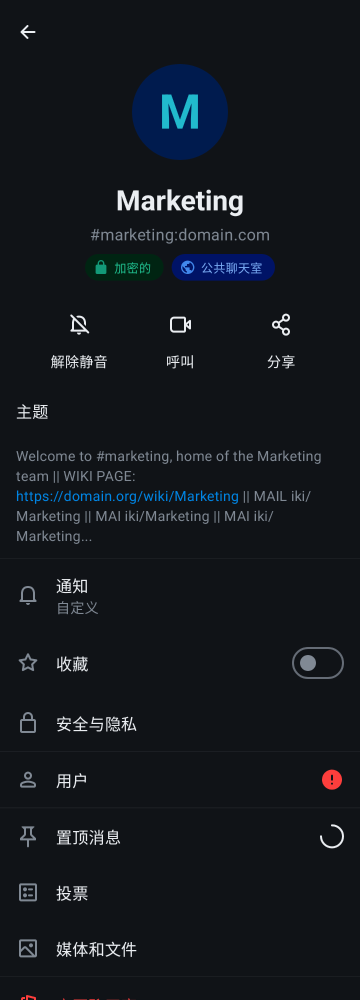 M
Marketing
#marketing:domain.com
加密的 公共聊天室
解除静音 呼叫 分享
主题
Welcome to #marketing, home of the Marketing
team || WIKI PAGE:
https://domain.org/wiki/Marketing || MAIL iki/
Marketing || MAI iki/Marketing || MAI iki/
Marketing...
通知
自定义
收藏
安全与隐私
用户
置顶消息
投票
媒体和文件